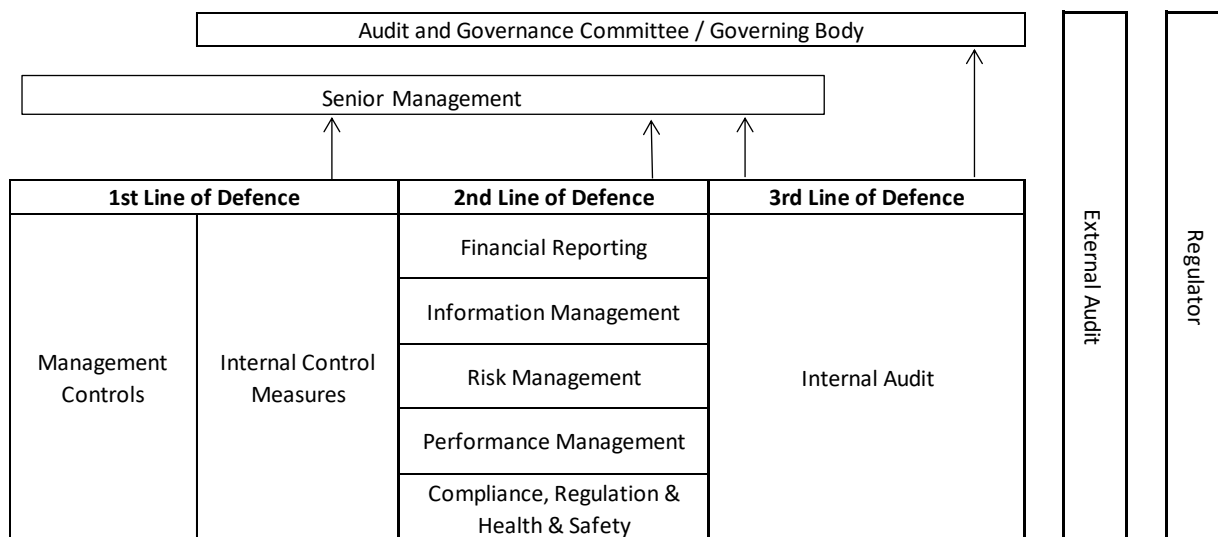 Audit and Governance Committee / Governing Body
Senior Management
1st Line of Defence
2nd Line of Defence
3rd Line of Defence
Management
Controls
Internal Control
Measures
Financial Reporting
Information Management
Risk Management
Performance Management
Compliance, Regulation &
Health & Safety
Internal Audit
External Audit
Regulator